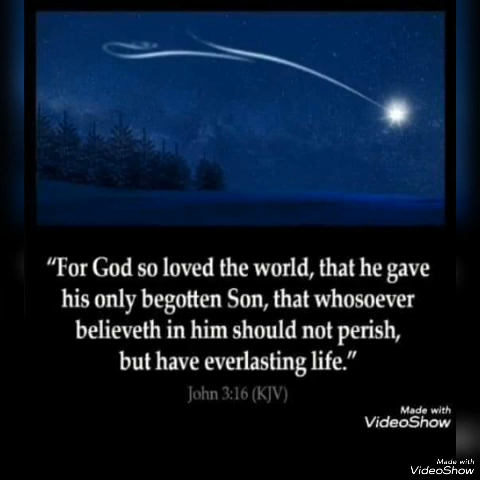 “For God so loved the world, that he gave
his only begotten Son, that whosoever
believeth in him should not perish,
but have everlasting life.”
John 3:16 (KJV)
Made with
VideoShow
Made with
VideoShow